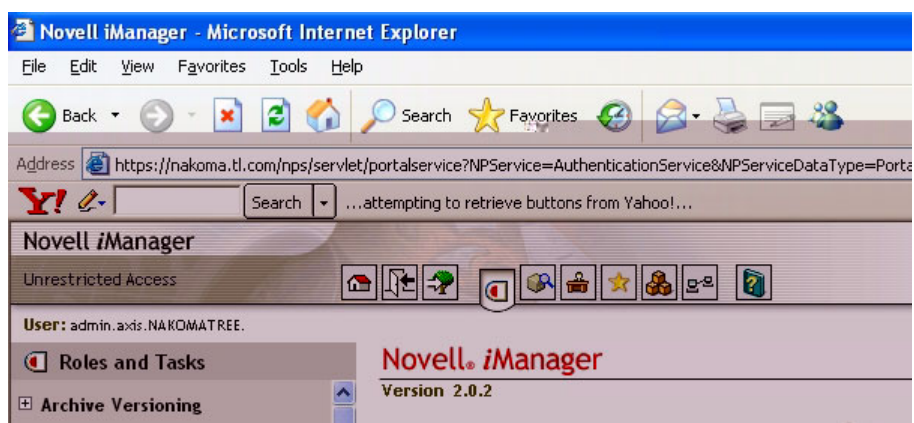 Novell iManager - Microsoft Internet Explorer
File Edit View Favorites Tools Help
Back Search Favorites
Address https://nakoma.tl.com/nps/servlet/portalservice?NPService=AuthenticationService&NPServiceDataType=Porta
Y! Search ...attempting to retrieve buttons from Yahoo!...
Novell iManager
Unrestricted Access
User: admin.axis.NAKOMATREE.
Roles and Tasks
Novell® iManager
Version 2.0.2
Archive Versioning